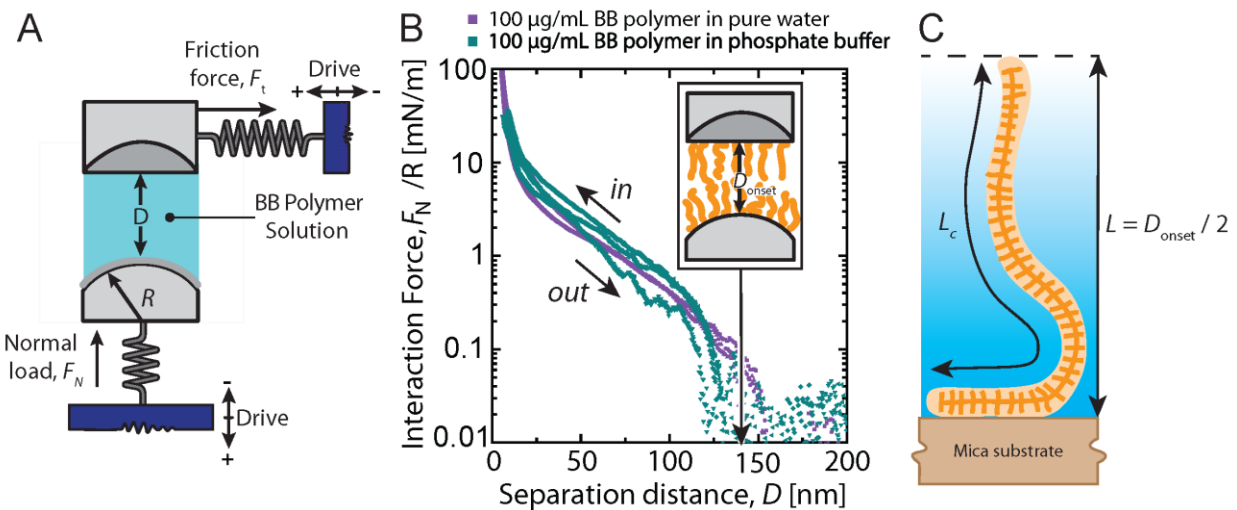 A
Friction
force, Ft
Drive
+ -
D
BB Polymer
Solution
R
Normal
load, FN
-
Drive
+
B
100 μg/mL BB polymer in pure water
100 μg/mL BB polymer in phosphate buffer
Interaction Force, FN /R [mN/m]
100
10
1
0.1
0.01
in
out
Donset
0 50 100 150 200
Separation distance, D [nm]
C
Lc
L = Donset / 2
Mica substrate